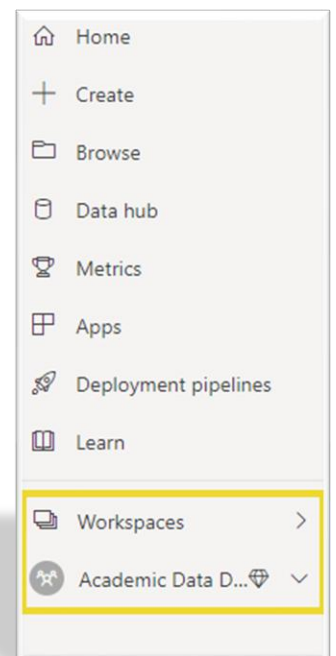 Home
Create
Browse
Data hub
Metrics
Apps
Deployment pipelines
Learn
Workspaces
Academic Data D...